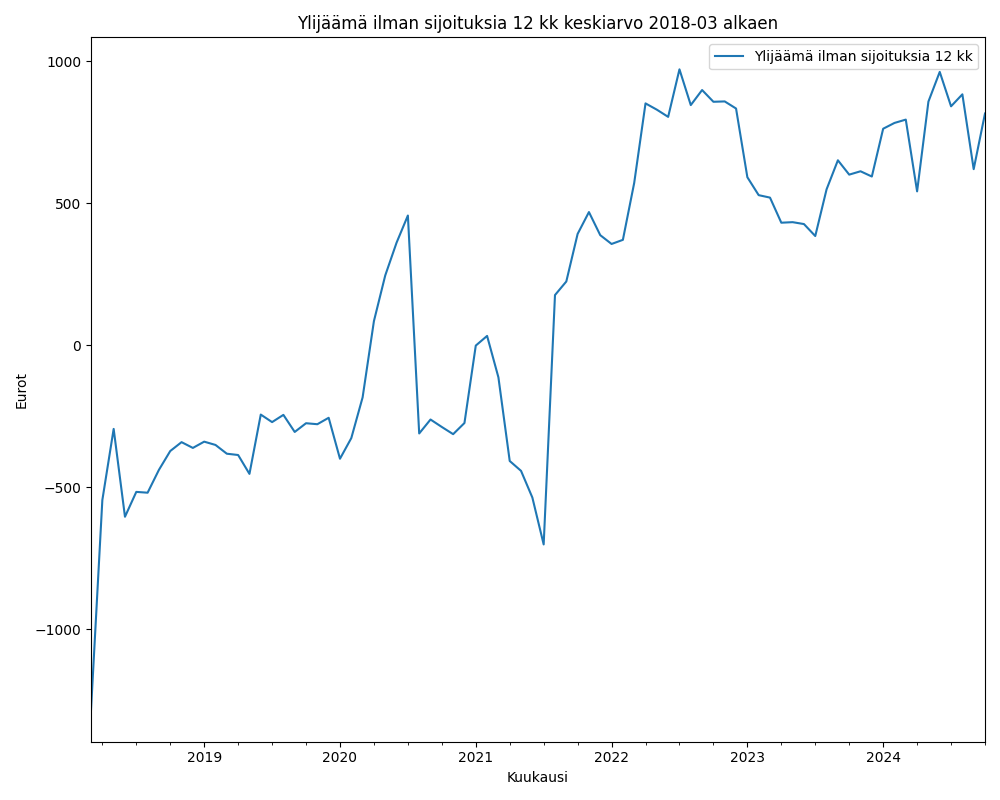 Ylijäämä ilman sijoituksia 12 kk keskiarvo 2018-03 alkaen
Ylijäämä ilman sijoituksia 12 kk
1000
500
0
−500
−1000
Eurot
2019 2020 2021 2022 2023 2024
Kuukausi